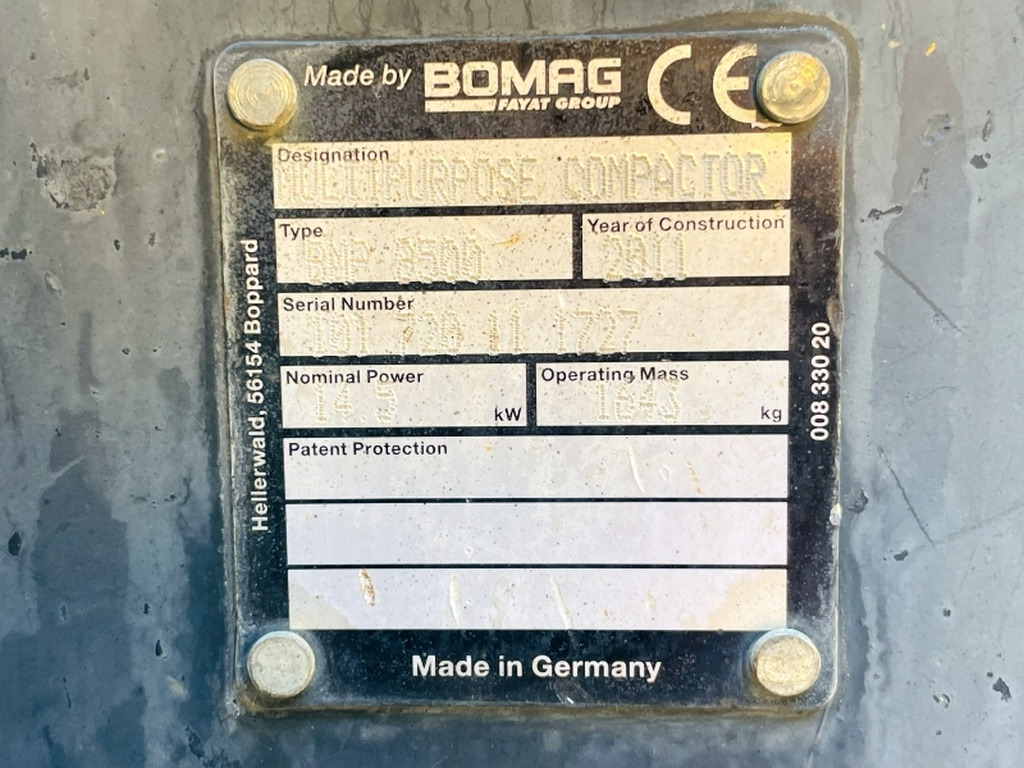 Made by BOMAG CE
FAYAT GROUP
Designation
MULTIPURPOSE COMPACTOR
Type
BMP 8500
Year of Construction
2011
Serial Number
101 720 11 1727
Nominal Power
kW
Operating Mass
kg
Patent Protection
Made in Germany
Hellerwald, 56154 Boppard
008 330 20